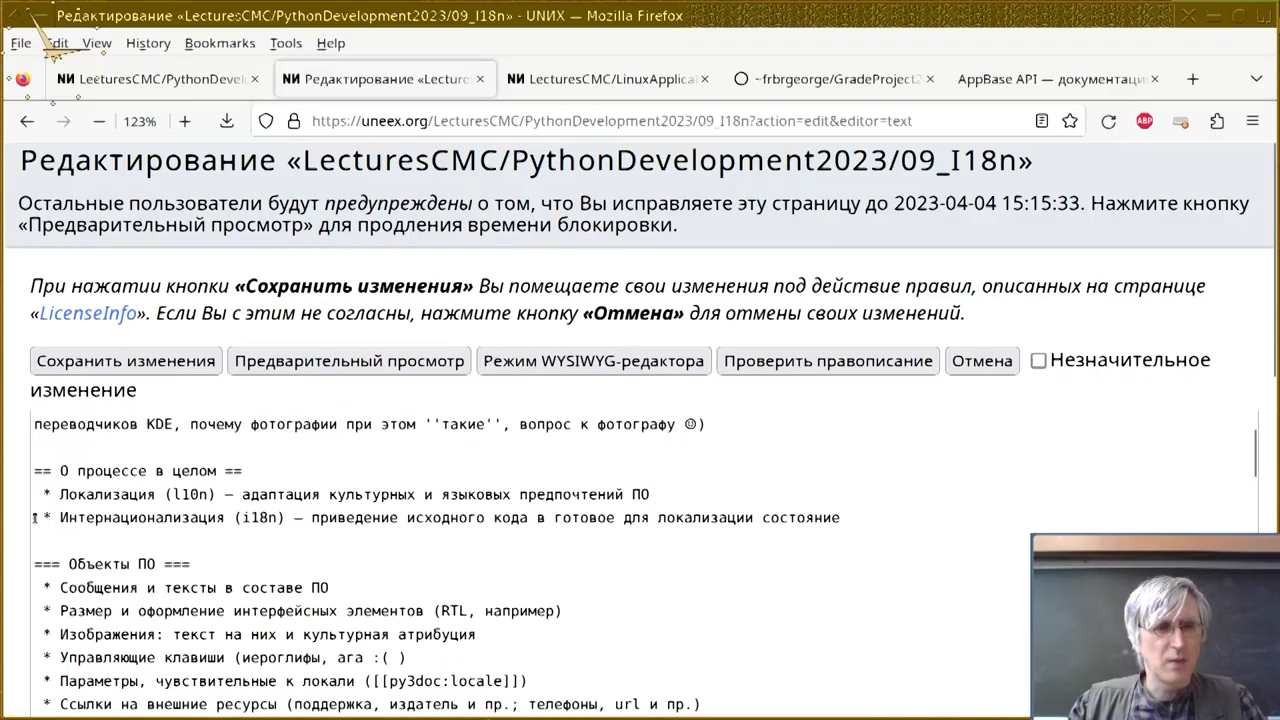 Редактирование «LecturesCMC/PythonDevelopment2023/09_I18n» - UNИX — Mozilla Firefox
File Edit View History Bookmarks Tools Help
LecturesCMC/PythonDevel
Редактирование «Lectures
LecturesCMC/LinuxApplica
~frbrgeorge/GradeProject2
AppBase API — документаци
123%
https://uneex.org/LecturesCMC/PythonDevelopment2023/09_I18n?action=edit&editor=text
Редактирование «LecturesCMC/PythonDevelopment2023/09_I18n»
Остальные пользователи будут предупреждены о том, что Вы исправляете эту страницу до 2023-04-04 15:15:33. Нажмите кнопку
«Предварительный просмотр» для продления времени блокировки.
При нажатии кнопки «Сохранить изменения» Вы помещаете свои изменения под действие правил, описанных на странице
«LicenseInfo». Если Вы с этим не согласны, нажмите кнопку «Отмена» для отмены своих изменений.
Сохранить изменения Предварительный просмотр Режим WYSIWYG-редактора Проверить правописание Отмена Незначительное
изменение
переводчиков KDE, почему фотографии при этом ''такие'', вопрос к фотографу ☺)
== О процессе в целом ==
* Локализация (l10n) — адаптация культурных и языковых предпочтений ПО
* Интернационализация (i18n) — приведение исходного кода в готовое для локализации состояние
=== Объекты ПО ===
* Сообщения и тексты в составе ПО
* Размер и оформление интерфейсных элементов (RTL, например)
* Изображения: текст на них и культурная атрибуция
* Управляющие клавиши (иероглифы, ага :( )
* Параметры, чувствительные к локали ([[py3doc:locale]])
* Ссылки на внешние ресурсы (поддержка, издатель и пр.; телефоны, url и пр.)